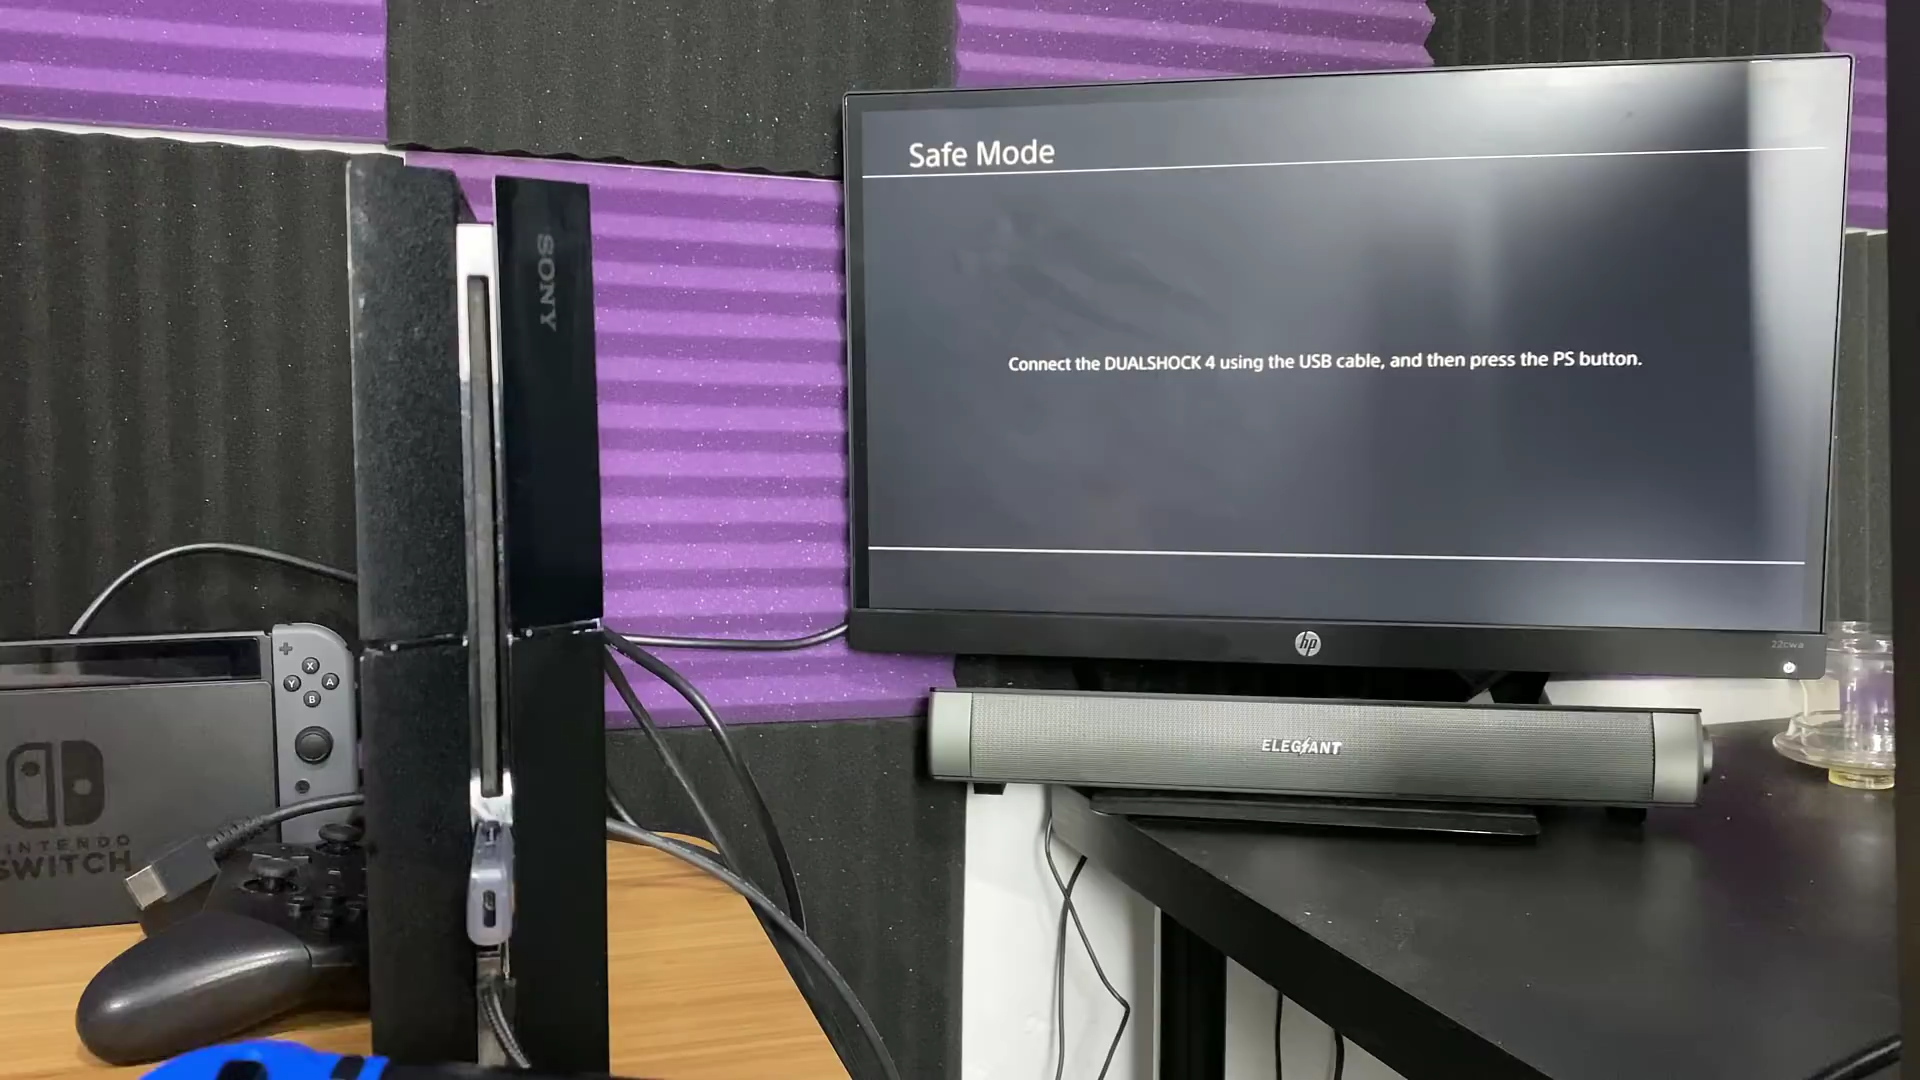 Safe Mode
SONY
Connect the DUALSHOCK 4 using the USB cable, and then press the PS button.
hp
22cwa
X
Y
A
B
ELEGIANT
NINTENDO
SWITCH